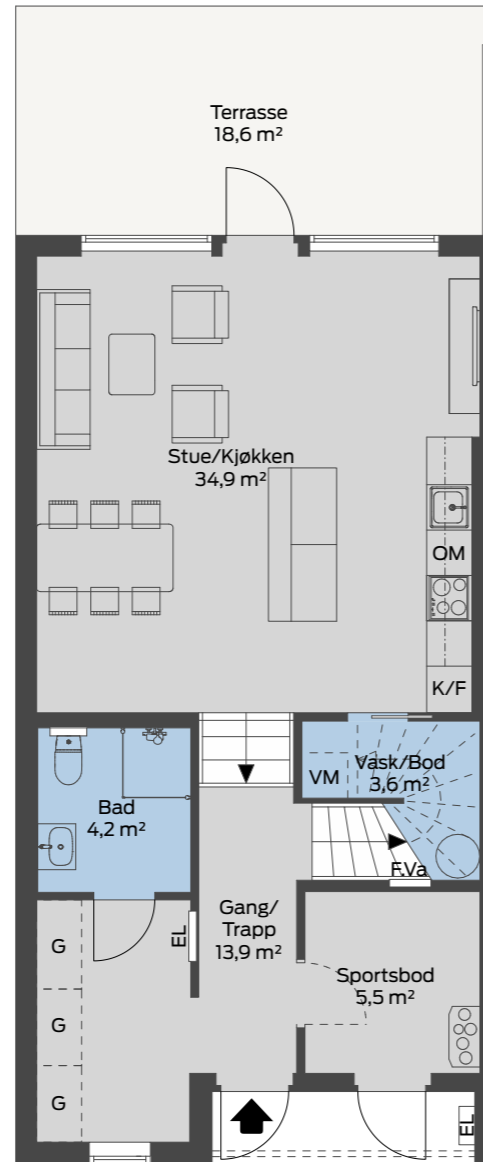 Terrasse
18,6 m²
Stue/Kjøkken
34,9 m²
OM
K/F
Vask/Bod
3,6 m²
VM
Bad
4,2 m²
F.Va
Gang/
Trapp
13,9 m²
EL
Sportsbod
5,5 m²
G
G
G
EL